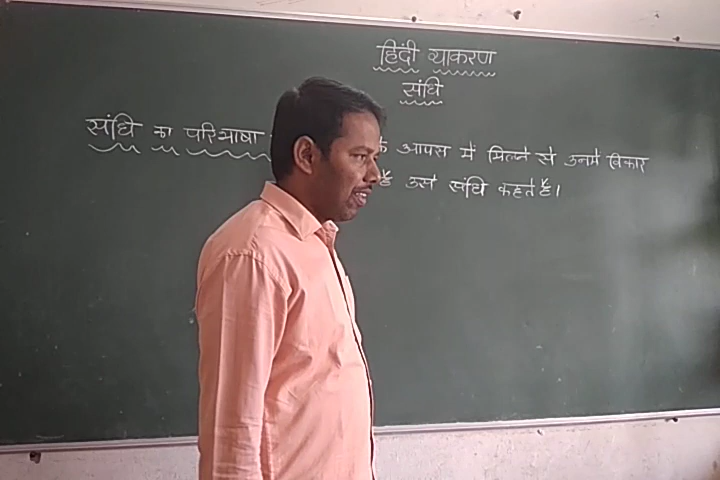 हिंदी व्याकरण
संधि
संधि का परिभाषा के आपस में मिलने से उनमें विकार
है उसे संधि कहते हैं।